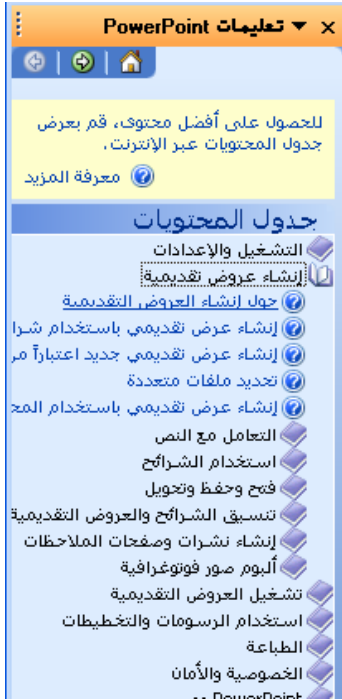 تعليمات PowerPoint
للحصول على أفضل محتوى، قم بعرض
جدول المحتويات عبر الإنترنت.
معرفة المزيد
جدول المحتويات
التشغيل والإعدادات
إنشاء عروض تقديمية
حول إنشاء العروض التقديمية
إنشاء عرض تقديمي باستخدام
إنشاء عرض تقديمي جديد اعتباراً
تحديد ملفات متعددة
إنشاء عرض تقديمي باستخدام
التعامل مع النص
استخدام الشرائح
فتح وحفظ وتحويل
تنسيق الشرائح والعروض التقديمية
إنشاء نشرات وصفحات الملاحظات
ألبوم صور فوتوغرافية
تشغيل العروض التقديمية
استخدام الرسومات والتخطيطات
الطباعة
الخصوصية والأمان
PowerPoint